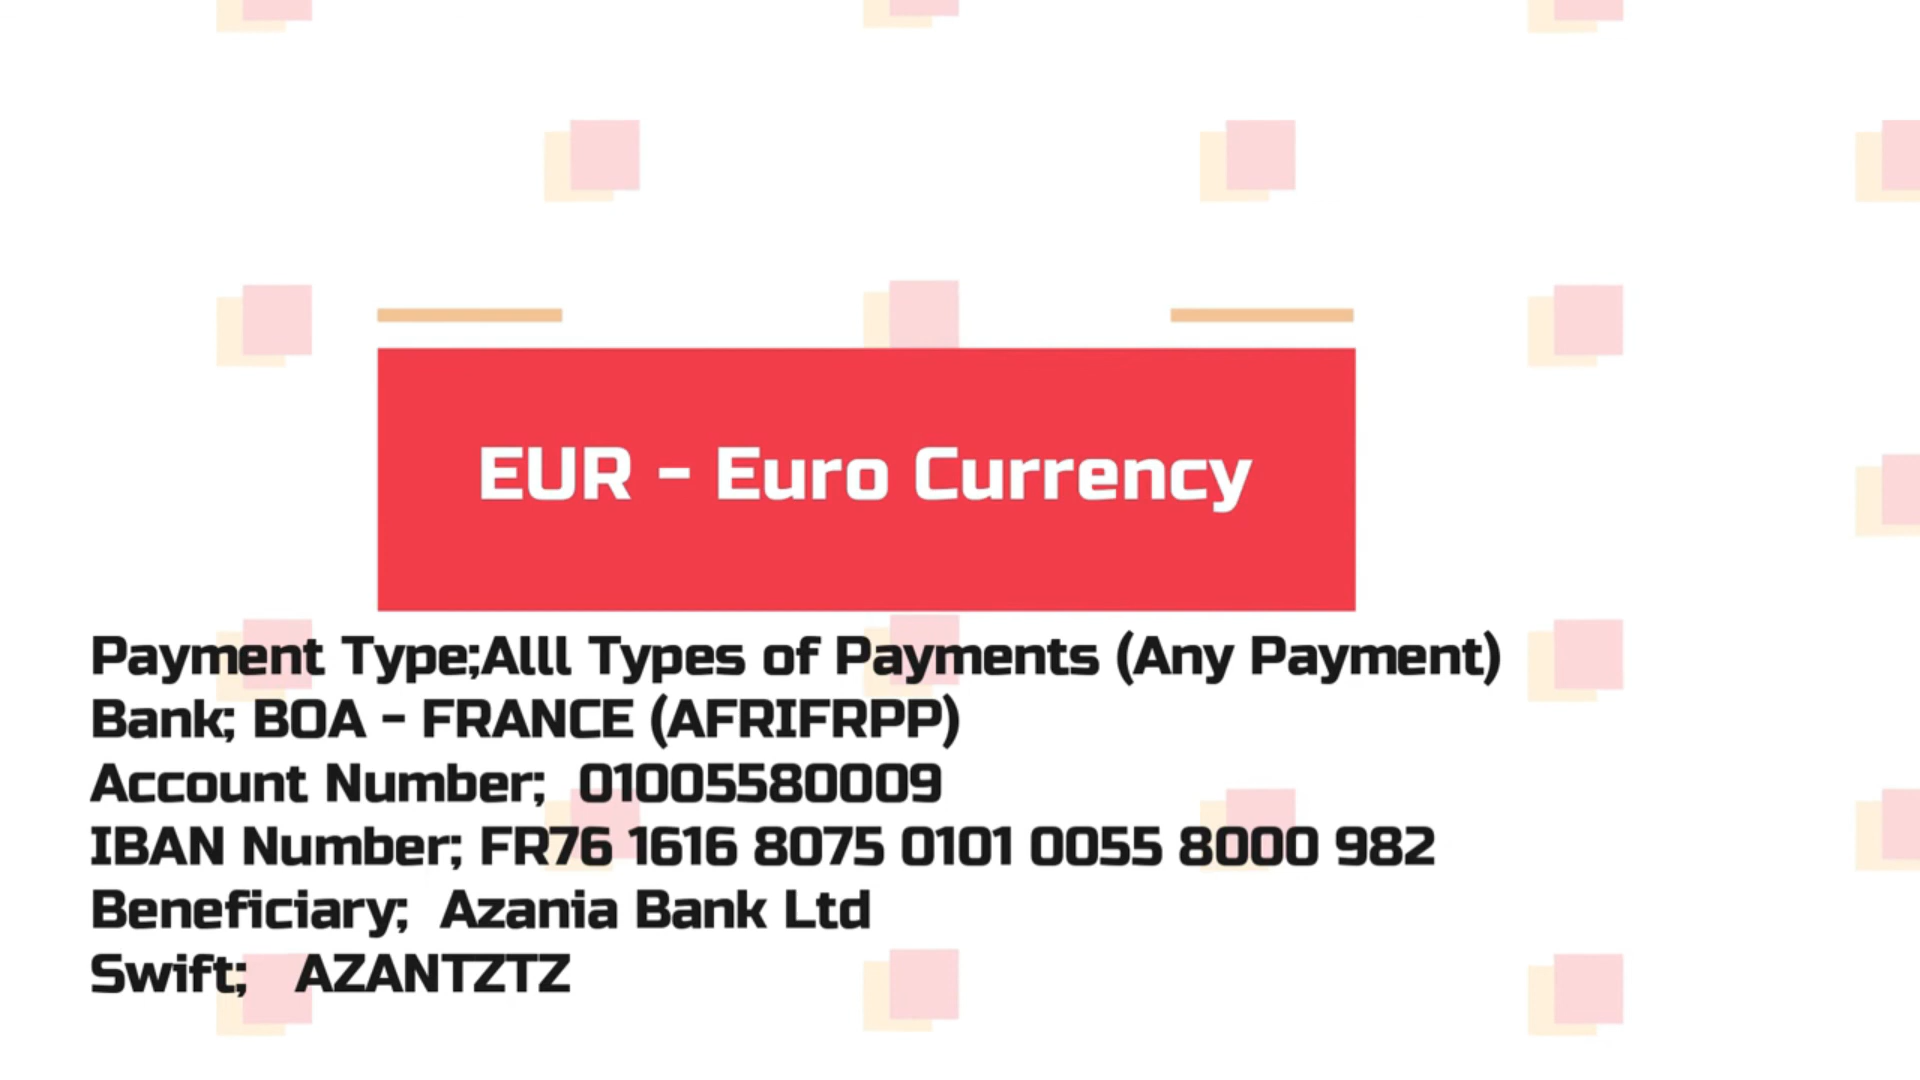 EUR - Euro Currency
Payment Type;Alll Types of Payments (Any Payment)
Bank; BOA - FRANCE (AFRIFRPP)
Account Number; 01005580009
IBAN Number; FR76 1616 8075 0101 0055 8000 982
Beneficiary; Azania Bank Ltd
Swift; AZANTZTZ